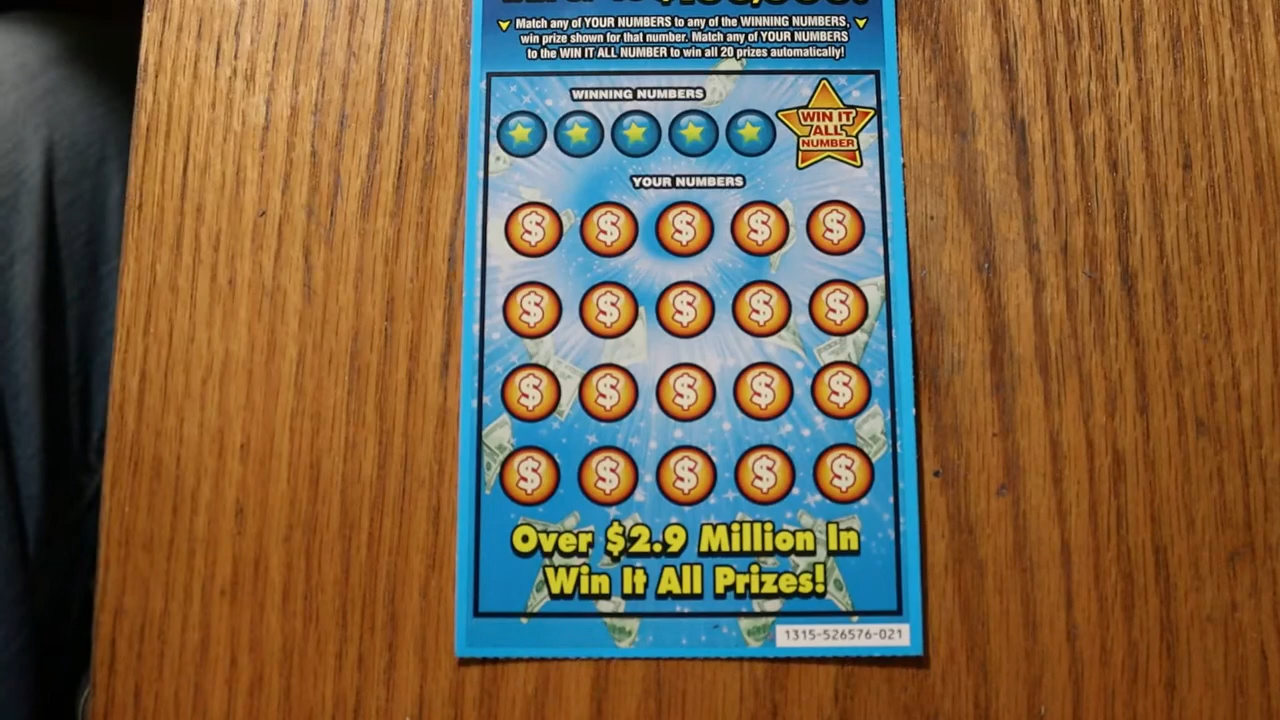 Match any of YOUR NUMBERS to any of the WINNING NUMBERS,
win prize shown for that number. Match any of YOUR NUMBERS
to the WIN IT ALL NUMBER to win all 20 prizes automatically!
WINNING NUMBERS
WIN IT
ALL
NUMBER
YOUR NUMBERS
$ $ $ $ $
$ $ $ $ $
$ $ $ $ $
$ $ $ $ $
Over $2.9 Million In
Win It All Prizes!
1315-526576-021